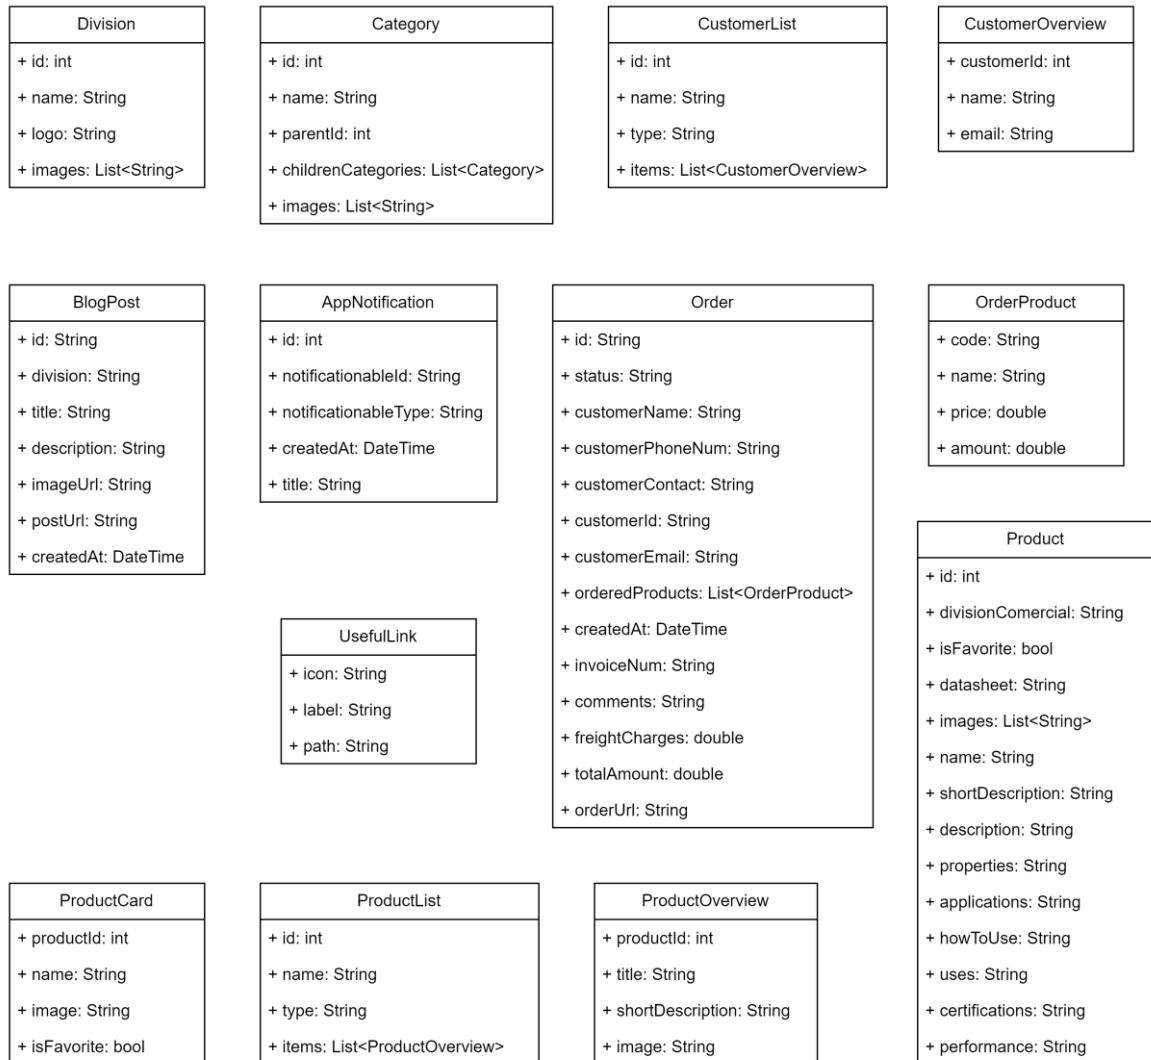 Division
+ id: int
+ name: String
+ logo: String
+ images: List<String>
Category
+ id: int
+ name: String
+ parentId: int
+ childrenCategories: List<Category>
+ images: List<String>
CustomerList
+ id: int
+ name: String
+ type: String
+ items: List<CustomerOverview>
CustomerOverview
+ customerId: int
+ name: String
+ email: String
BlogPost
+ id: String
+ division: String
+ title: String
+ description: String
+ imageUrl: String
+ postUrl: String
+ createdAt: DateTime
AppNotification
+ id: int
+ notificationableId: String
+ notificationableType: String
+ createdAt: DateTime
+ title: String
Order
+ id: String
+ status: String
+ customerName: String
+ customerPhoneNum: String
+ customerContact: String
+ customerId: String
+ customerEmail: String
+ orderedProducts: List<OrderProduct>
+ createdAt: DateTime
+ invoiceNum: String
+ comments: String
+ freightCharges: double
+ totalAmount: double
+ orderUrl: String
OrderProduct
+ code: String
+ name: String
+ price: double
+ amount: double
UsefulLink
+ icon: String
+ label: String
+ path: String
Product
+ id: int
+ divisionComercial: String
+ isFavorite: bool
+ datasheet: String
+ images: List<String>
+ name: String
+ shortDescription: String
+ description: String
+ properties: String
+ applications: String
+ howToUse: String
+ uses: String
+ certifications: String
+ performance: String
ProductCard
+ productId: int
+ name: String
+ image: String
+ isFavorite: bool
ProductList
+ id: int
+ name: String
+ type: String
+ items: List<ProductOverview>
ProductOverview
+ productId: int
+ title: String
+ shortDescription: String
+ image: String